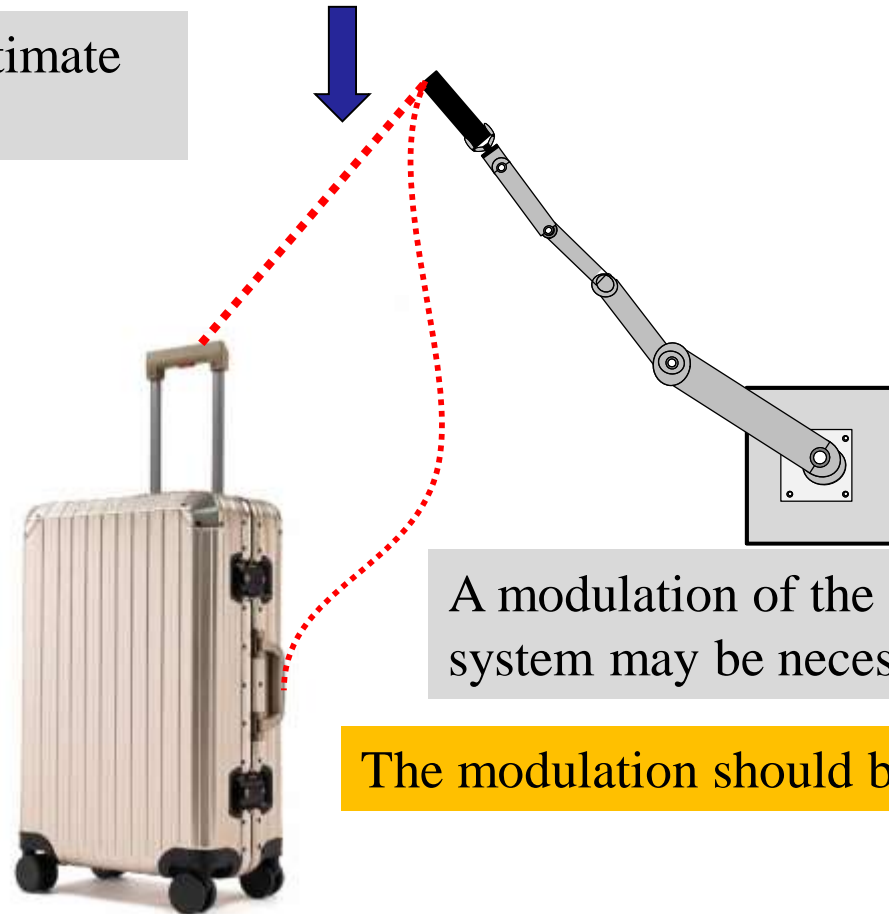 timate
A modulation of the
system may be neces
The modulation should b